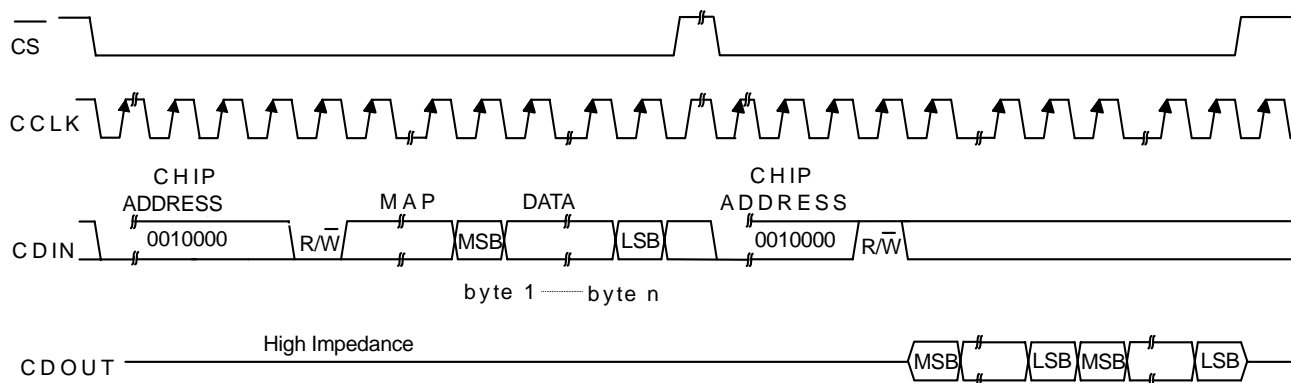 CS
CCLK
CHIP ADDRESS
MAP
DATA
CHIP ADDRESS
CDIN
0010000
R/W
MSB
LSB
0010000
R/W
byte 1
byte n
High Impedance
CDOUT
MSB
LSB
MSB
LSB